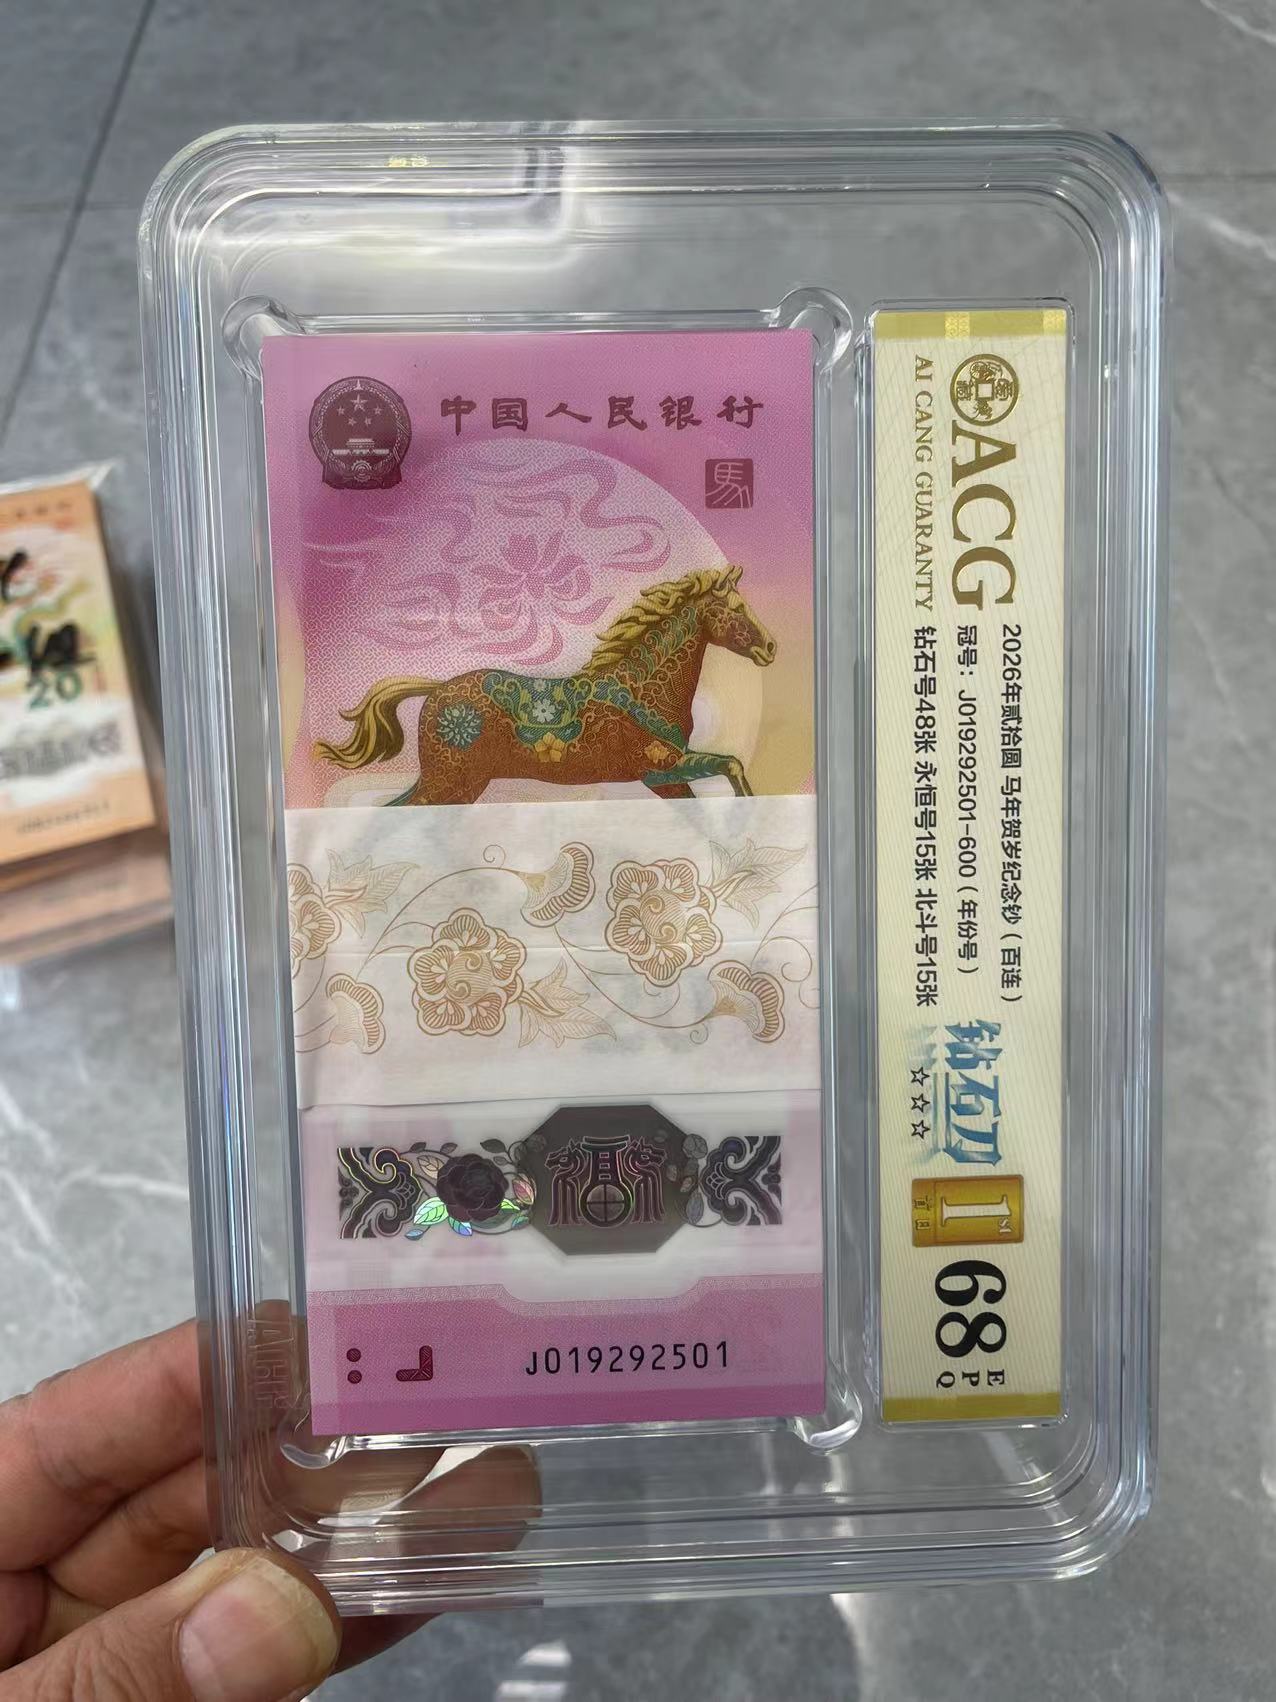 中国人民银行
馬
J019292501
ACG
AI CANG GUARANTY
2026年贰拾圆 马年贺岁纪念钞（百连）
冠号：J019292501-600（年份号）
钻石号48张 永恒号15张 北斗号15张
钻石刀
☆☆☆
1st
首日
68
E
P
Q
20